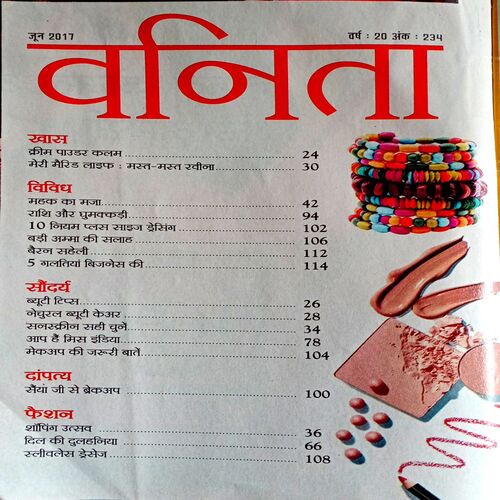 जून 2017
वर्ष : 20 अंक : 234
वनिता
खास
क्रीम पाउडर कलम 24
मेरी मैरिड लाइफ : मस्त-मस्त रवीना 30
विविध
महक का मजा 42
राशि और घुमक्कड़ी 94
10 नियम प्लस साइज ड्रेसिंग 102
बड़ी अम्मा की सलाह 106
बैरन सहेली 112
5 गलतियां बिजनेस की 114
सौंदर्य
ब्यूटी टिप्स 26
नेचुरल ब्यूटी केअर 28
सनस्क्रीन सही चुनें 34
आप हैं मिस इंडिया 78
मेकअप की जरूरी बातें 104
दांपत्य
सैंयां जी से ब्रेकअप 100
फैशन
शॉपिंग उत्सव 36
दिल की दुलहनिया 66
स्लीवलेस ड्रेसेज 108